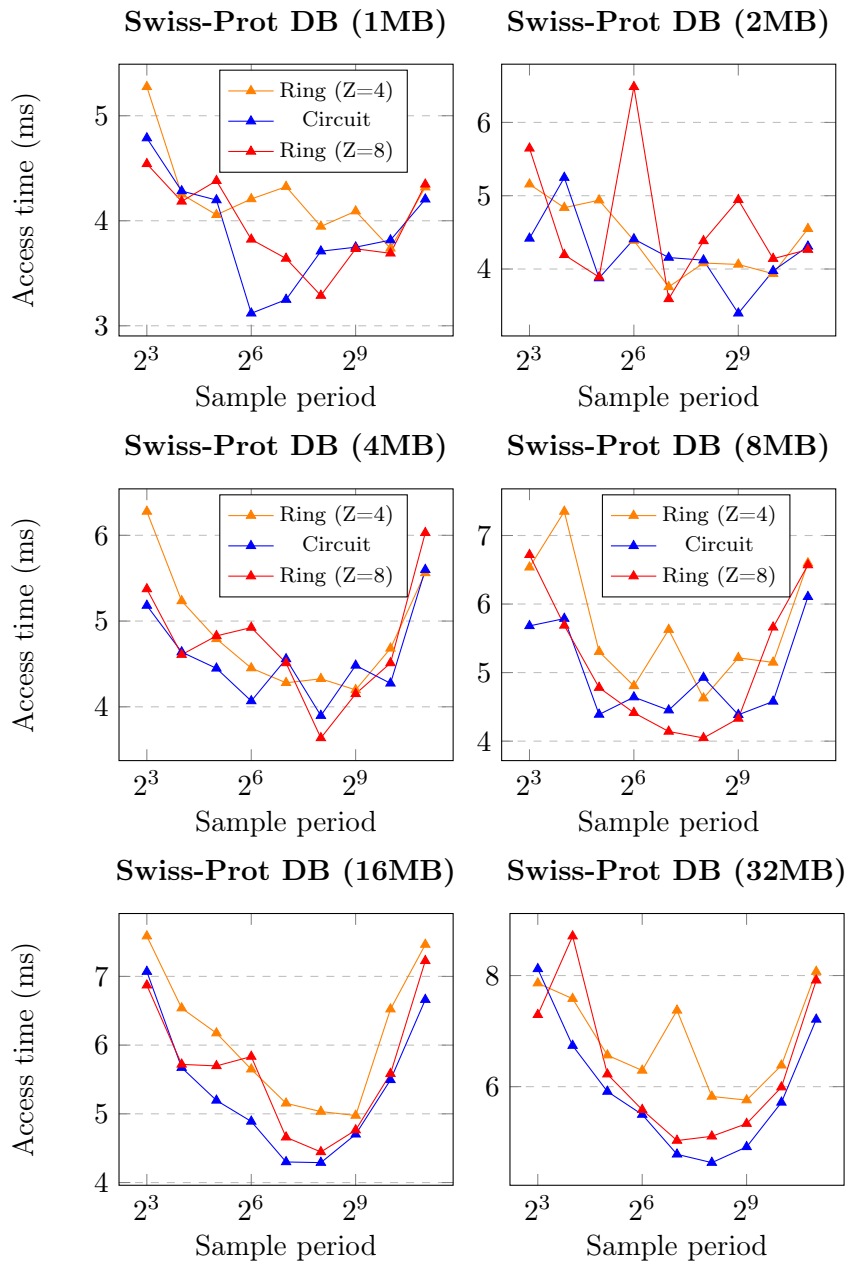 Swiss-Prot DB (1MB)
Access time (ms)
5
4
3
Ring (Z=4)
Circuit
Ring (Z=8)
2^3 2^6 2^9
Sample period
Swiss-Prot DB (2MB)
6
5
4
2^3 2^6 2^9
Sample period
Swiss-Prot DB (4MB)
Access time (ms)
6
5
4
Ring (Z=4)
Circuit
Ring (Z=8)
2^3 2^6 2^9
Sample period
Swiss-Prot DB (8MB)
7
6
5
4
Ring (Z=4)
Circuit
Ring (Z=8)
2^3 2^6 2^9
Sample period
Swiss-Prot DB (16MB)
Access time (ms)
7
6
5
4
2^3 2^6 2^9
Sample period
Swiss-Prot DB (32MB)
8
6
2^3 2^6 2^9
Sample period